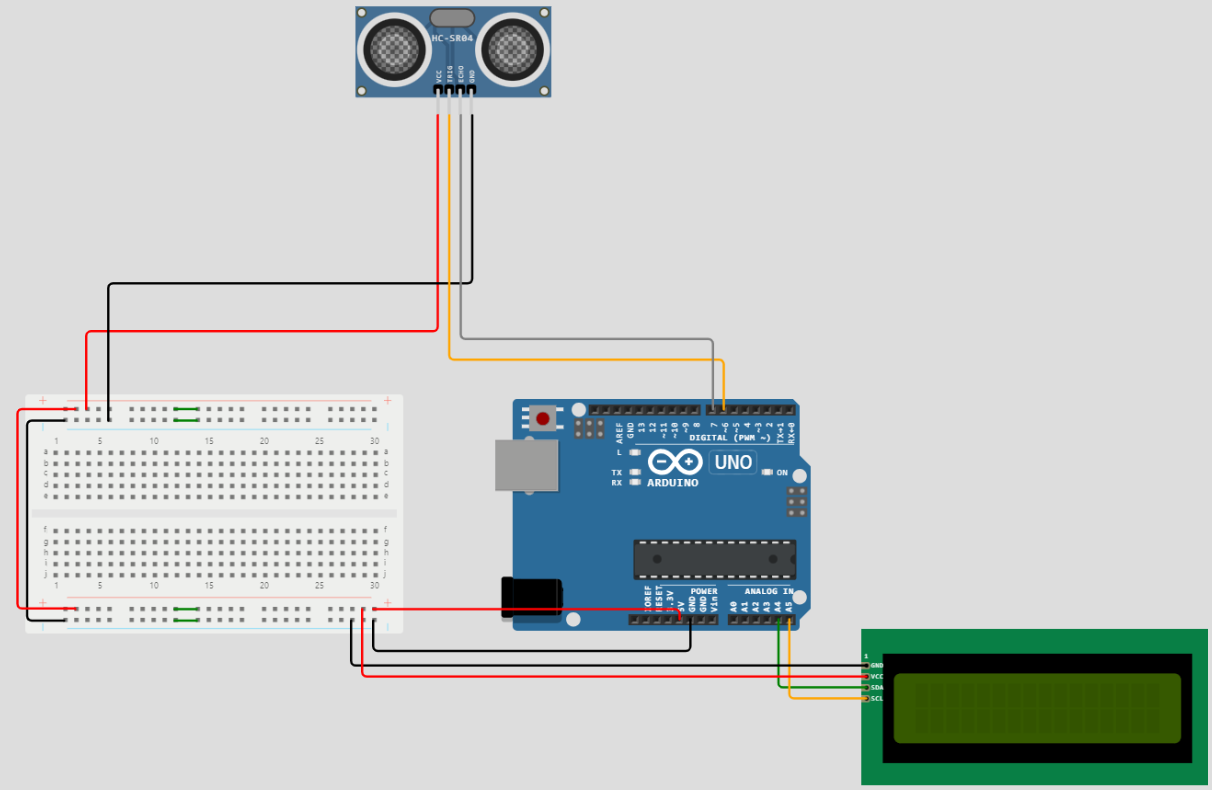 HC-SR04
VCC
TRIG
ECHO
GND
+ +
- -
1 5 10 15 20 25 30
a a
b b
c c
d d
e e
f f
g g
h h
i i
j j
1 5 10 15 20 25 30
+ +
- -
AREF
GND
13
12
~11
~10
~9
8
7
~6
~5
4
~3
2
TX→1
RX←0
DIGITAL (PWM ~)
L
TX
RX
UNO
ARDUINO
ON
POWER
ANALOG IN
IOREF
RESET
3.3V
5V
GND
GND
Vin
A0
A1
A2
A3
A4
A5
1
GND
VCC
SDA
SCL